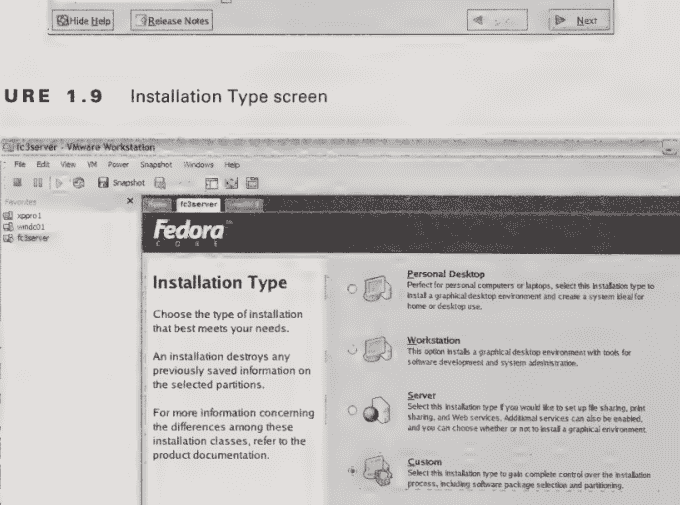 Hide Help
Release Notes
Next
URE 1.9 Installation Type screen
fc3server - VMware Workstation
File Edit View VM Power Snapshot Windows Help
Snapshot
Favorites
fc3server
xppro1
windc01
fc3server
Fedora
CORE
Installation Type
Choose the type of installation
that best meets your needs.
An installation destroys any
previously saved information on
the selected partitions.
For more information concerning
the differences among these
installation classes, refer to the
product documentation.
Personal Desktop
Perfect for personal computers or laptops, select this installation type to
install a graphical desktop environment and create a system ideal for
home or desktop use.
Workstation
This option installs a graphical desktop environment with tools for
software development and system administration.
Server
Select this installation type if you would like to set up file sharing, print
sharing, and Web services. Additional services can also be enabled,
and you can choose whether or not to install a graphical environment.
Custom
Select this installation type to gain complete control over the installation
process, including software package selection and partitioning.